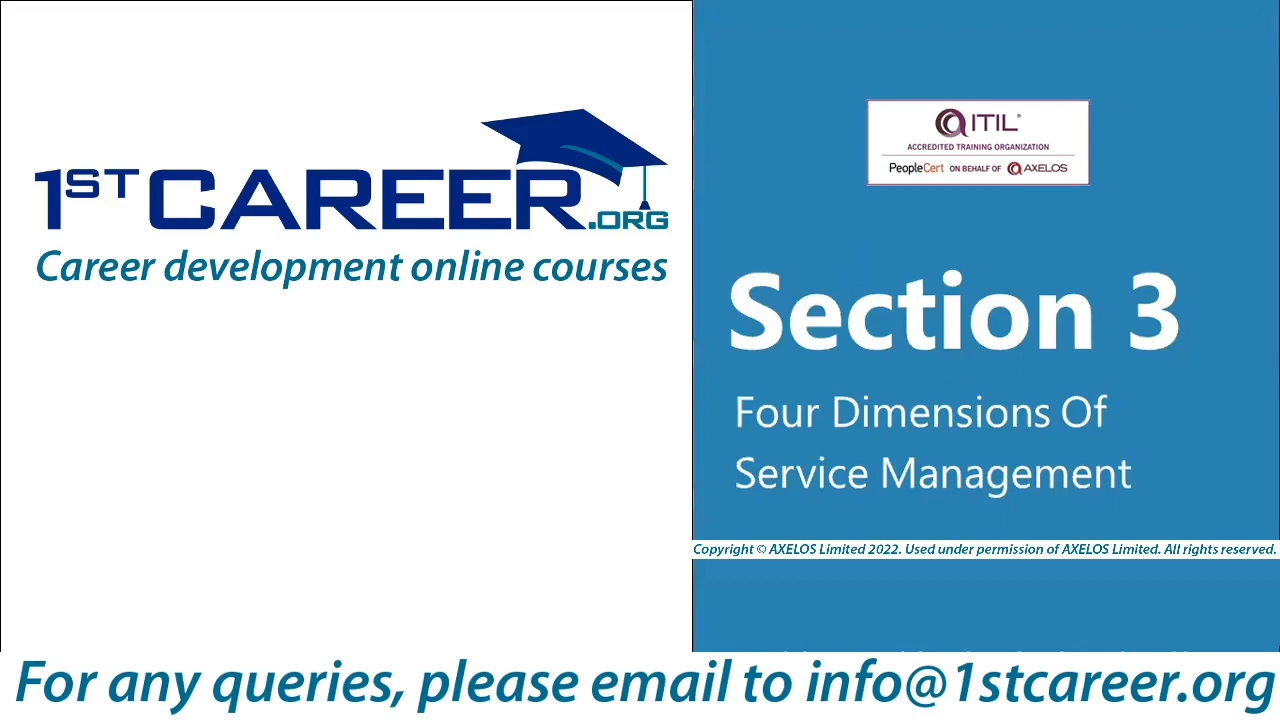 1ST CAREER.ORG
Career development online courses
ITIL®
ACCREDITED TRAINING ORGANIZATION
PeopleCert ON BEHALF OF AXELOS
Section 3
Four Dimensions Of
Service Management
Copyright © AXELOS Limited 2022. Used under permission of AXELOS Limited. All rights reserved.
For any queries, please email to info@1stcareer.org